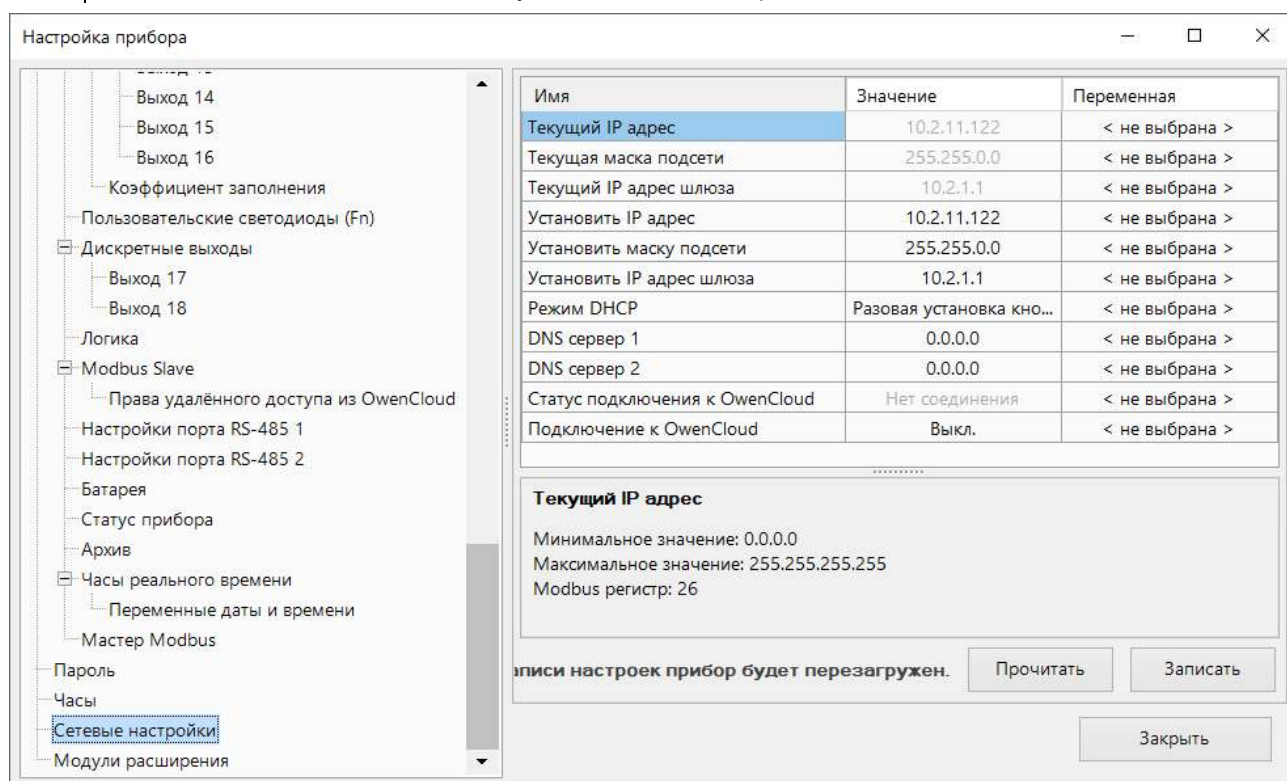 Настройка прибора
Выход 14
Выход 15
Выход 16
Коэффициент заполнения
Пользовательские светодиоды (Fn)
Дискретные выходы
Выход 17
Выход 18
Логика
Modbus Slave
Права удалённого доступа из OwenCloud
Настройки порта RS-485 1
Настройки порта RS-485 2
Батарея
Статус прибора
Архив
Часы реального времени
Переменные даты и времени
Мастер Modbus
Пароль
Часы
Сетевые настройки
Модули расширения
Имя Значение Переменная
Текущий IP адрес 10.2.11.122 < не выбрана >
Текущая маска подсети 255.255.0.0 < не выбрана >
Текущий IP адрес шлюза 10.2.1.1 < не выбрана >
Установить IP адрес 10.2.11.122 < не выбрана >
Установить маску подсети 255.255.0.0 < не выбрана >
Установить IP адрес шлюза 10.2.1.1 < не выбрана >
Режим DHCP Разовая установка кно... < не выбрана >
DNS сервер 1 0.0.0.0 < не выбрана >
DNS сервер 2 0.0.0.0 < не выбрана >
Статус подключения к OwenCloud Нет соединения < не выбрана >
Подключение к OwenCloud Выкл. < не выбрана >
Текущий IP адрес
Минимальное значение: 0.0.0.0
Максимальное значение: 255.255.255.255
Modbus регистр: 26
аписи настроек прибор будет перезагружен. Прочитать Записать
Закрыть